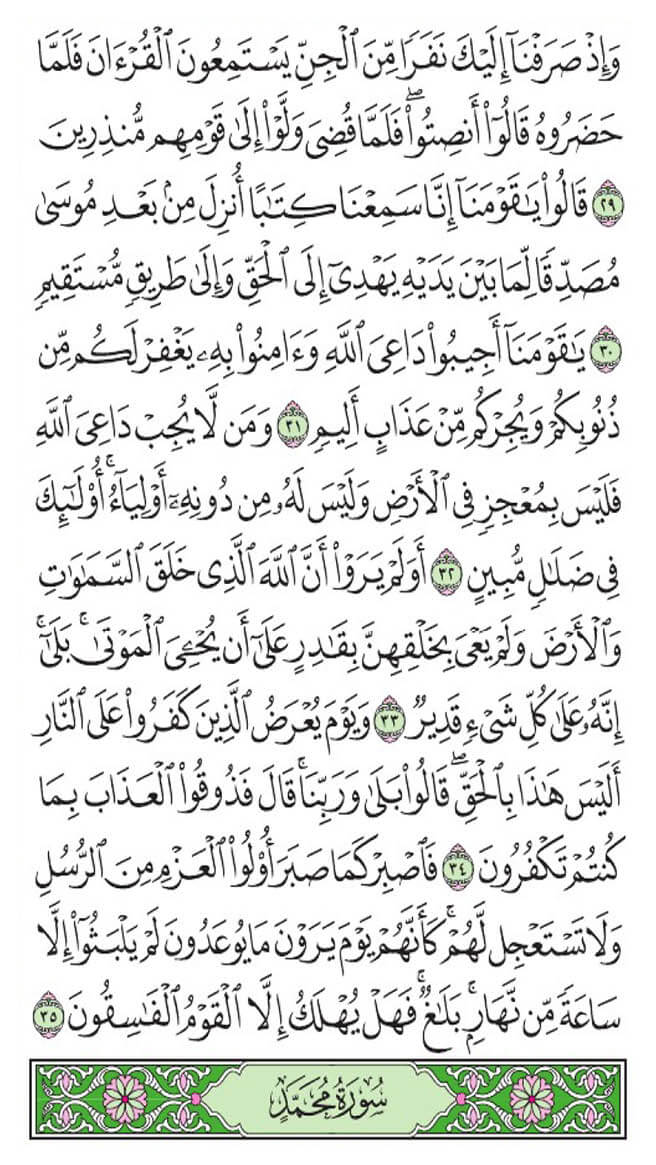 وَإِذۡ صَرَفۡنَآ إِلَيۡكَ نَفَرٗا مِّنَ ٱلۡجِنِّ يَسۡتَمِعُونَ ٱلۡقُرۡءَانَ فَلَمَّا
حَضَرُوهُ قَالُوٓاْ أَنصِتُواْۖ فَلَمَّا قُضِيَ وَلَّوۡاْ إِلَىٰ قَوۡمِهِم مُّنذِرِينَ
٢٩ قَالُواْ يَٰقَوۡمَنَآ إِنَّا سَمِعۡنَا كِتَٰبًا أُنزِلَ مِنۢ بَعۡدِ مُوسَىٰ
مُصَدِّقٗا لِّمَا بَيۡنَ يَدَيۡهِ يَهۡدِيٓ إِلَى ٱلۡحَقِّ وَإِلَىٰ طَرِيقٖ مُّسۡتَقِيمٖ
٣٠ يَٰقَوۡمَنَآ أَجِيبُواْ دَاعِيَ ٱللَّهِ وَءَامِنُواْ بِهِۦ يَغۡفِرۡ لَكُم مِّن
ذُنُوبِكُمۡ وَيُجِرۡكُم مِّنۡ عَذَابٍ أَلِيمٖ ٣١ وَمَن لَّا يُجِبۡ دَاعِيَ ٱللَّهِ
فَلَيۡسَ بِمُعۡجِزٖ فِي ٱلۡأَرۡضِ وَلَيۡسَ لَهُۥ مِن دُونِهِۦٓ أَوۡلِيَآءُۚ أُوْلَٰٓئِكَ
فِي ضَلَٰلٖ مُّبِينٍ ٣٢ أَوَلَمۡ يَرَوۡاْ أَنَّ ٱللَّهَ ٱلَّذِي خَلَقَ ٱلسَّمَٰوَٰتِ
وَٱلۡأَرۡضَ وَلَمۡ يَعۡيَ بِخَلۡقِهِنَّ بِقَٰدِرٍ عَلَىٰٓ أَن يُحۡـِۧيَ ٱلۡمَوۡتَىٰۚ بَلَىٰٓۚ
إِنَّهُۥ عَلَىٰ كُلِّ شَيۡءٖ قَدِيرٞ ٣٣ وَيَوۡمَ يُعۡرَضُ ٱلَّذِينَ كَفَرُواْ عَلَى ٱلنَّارِ
أَلَيۡسَ هَٰذَا بِٱلۡحَقِّۖ قَالُواْ بَلَىٰ وَرَبِّنَاۚ قَالَ فَذُوقُواْ ٱلۡعَذَابَ بِمَا
كُنتُمۡ تَكۡفُرُونَ ٣٤ فَٱصۡبِرۡ كَمَا صَبَرَ أُوْلُواْ ٱلۡعَزۡمِ مِنَ ٱلرُّسُلِ
وَلَا تَسۡتَعۡجِل لَّهُمۡۚ كَأَنَّهُمۡ يَوۡمَ يَرَوۡنَ مَا يُوعَدُونَ لَمۡ يَلۡبَثُوٓاْ إِلَّا
سَاعَةٗ مِّن نَّهَارِۭۚ بَلَٰغٞۚ فَهَلۡ يُهۡلَكُ إِلَّا ٱلۡقَوۡمُ ٱلۡفَٰسِقُونَ ٣٥
سُورَةُ مُحَمَّدٍ